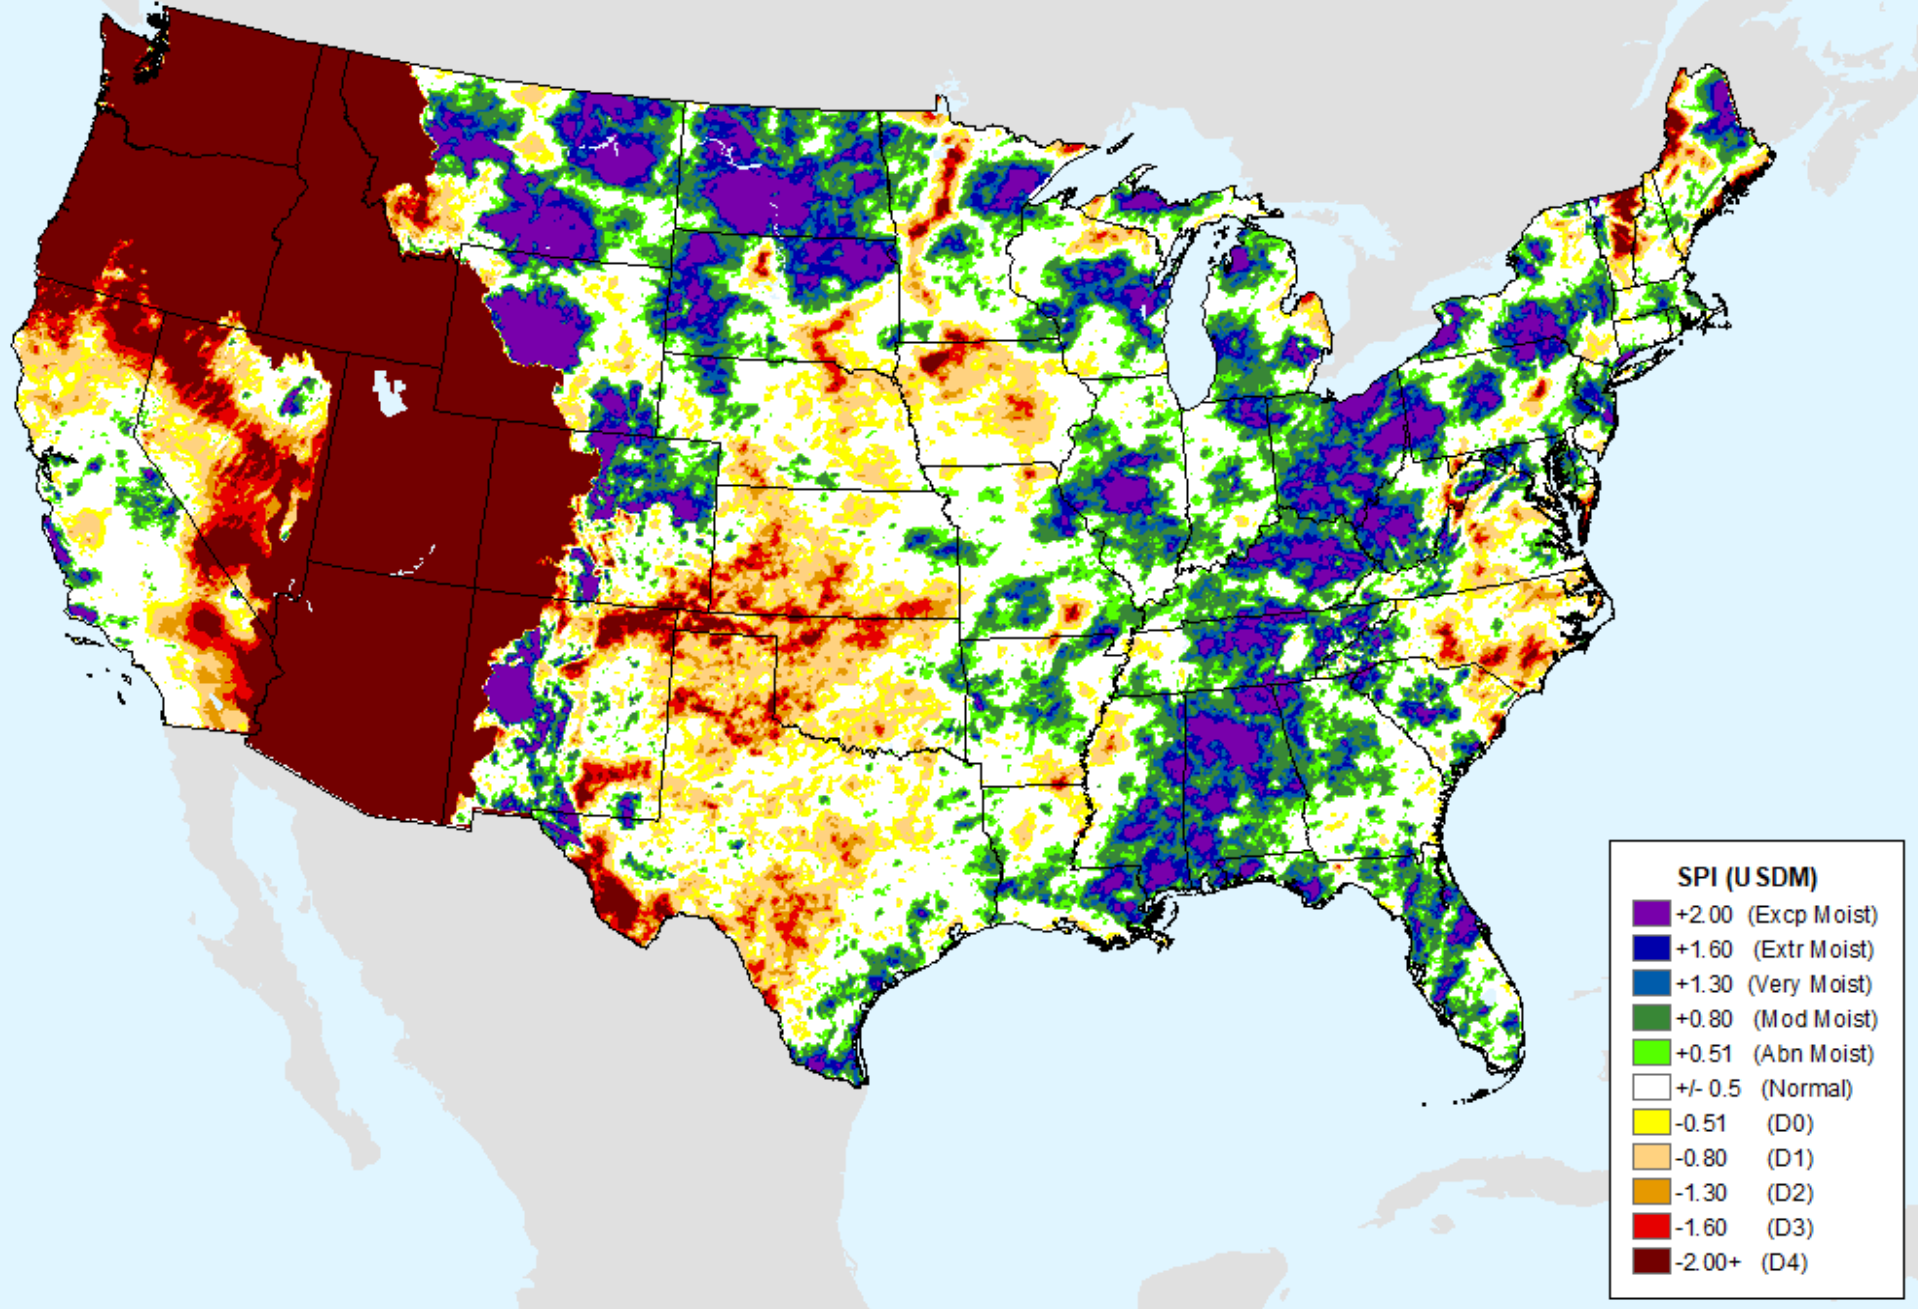 SPI (USDM)
+2.00 (Excp Moist)
+1.60 (Extr Moist)
+1.30 (Very Moist)
+0.80 (Mod Moist)
+0.51 (Abn Moist)
+/- 0.5 (Normal)
-0.51 (D0)
-0.80 (D1)
-1.30 (D2)
-1.60 (D3)
-2.00+ (D4)